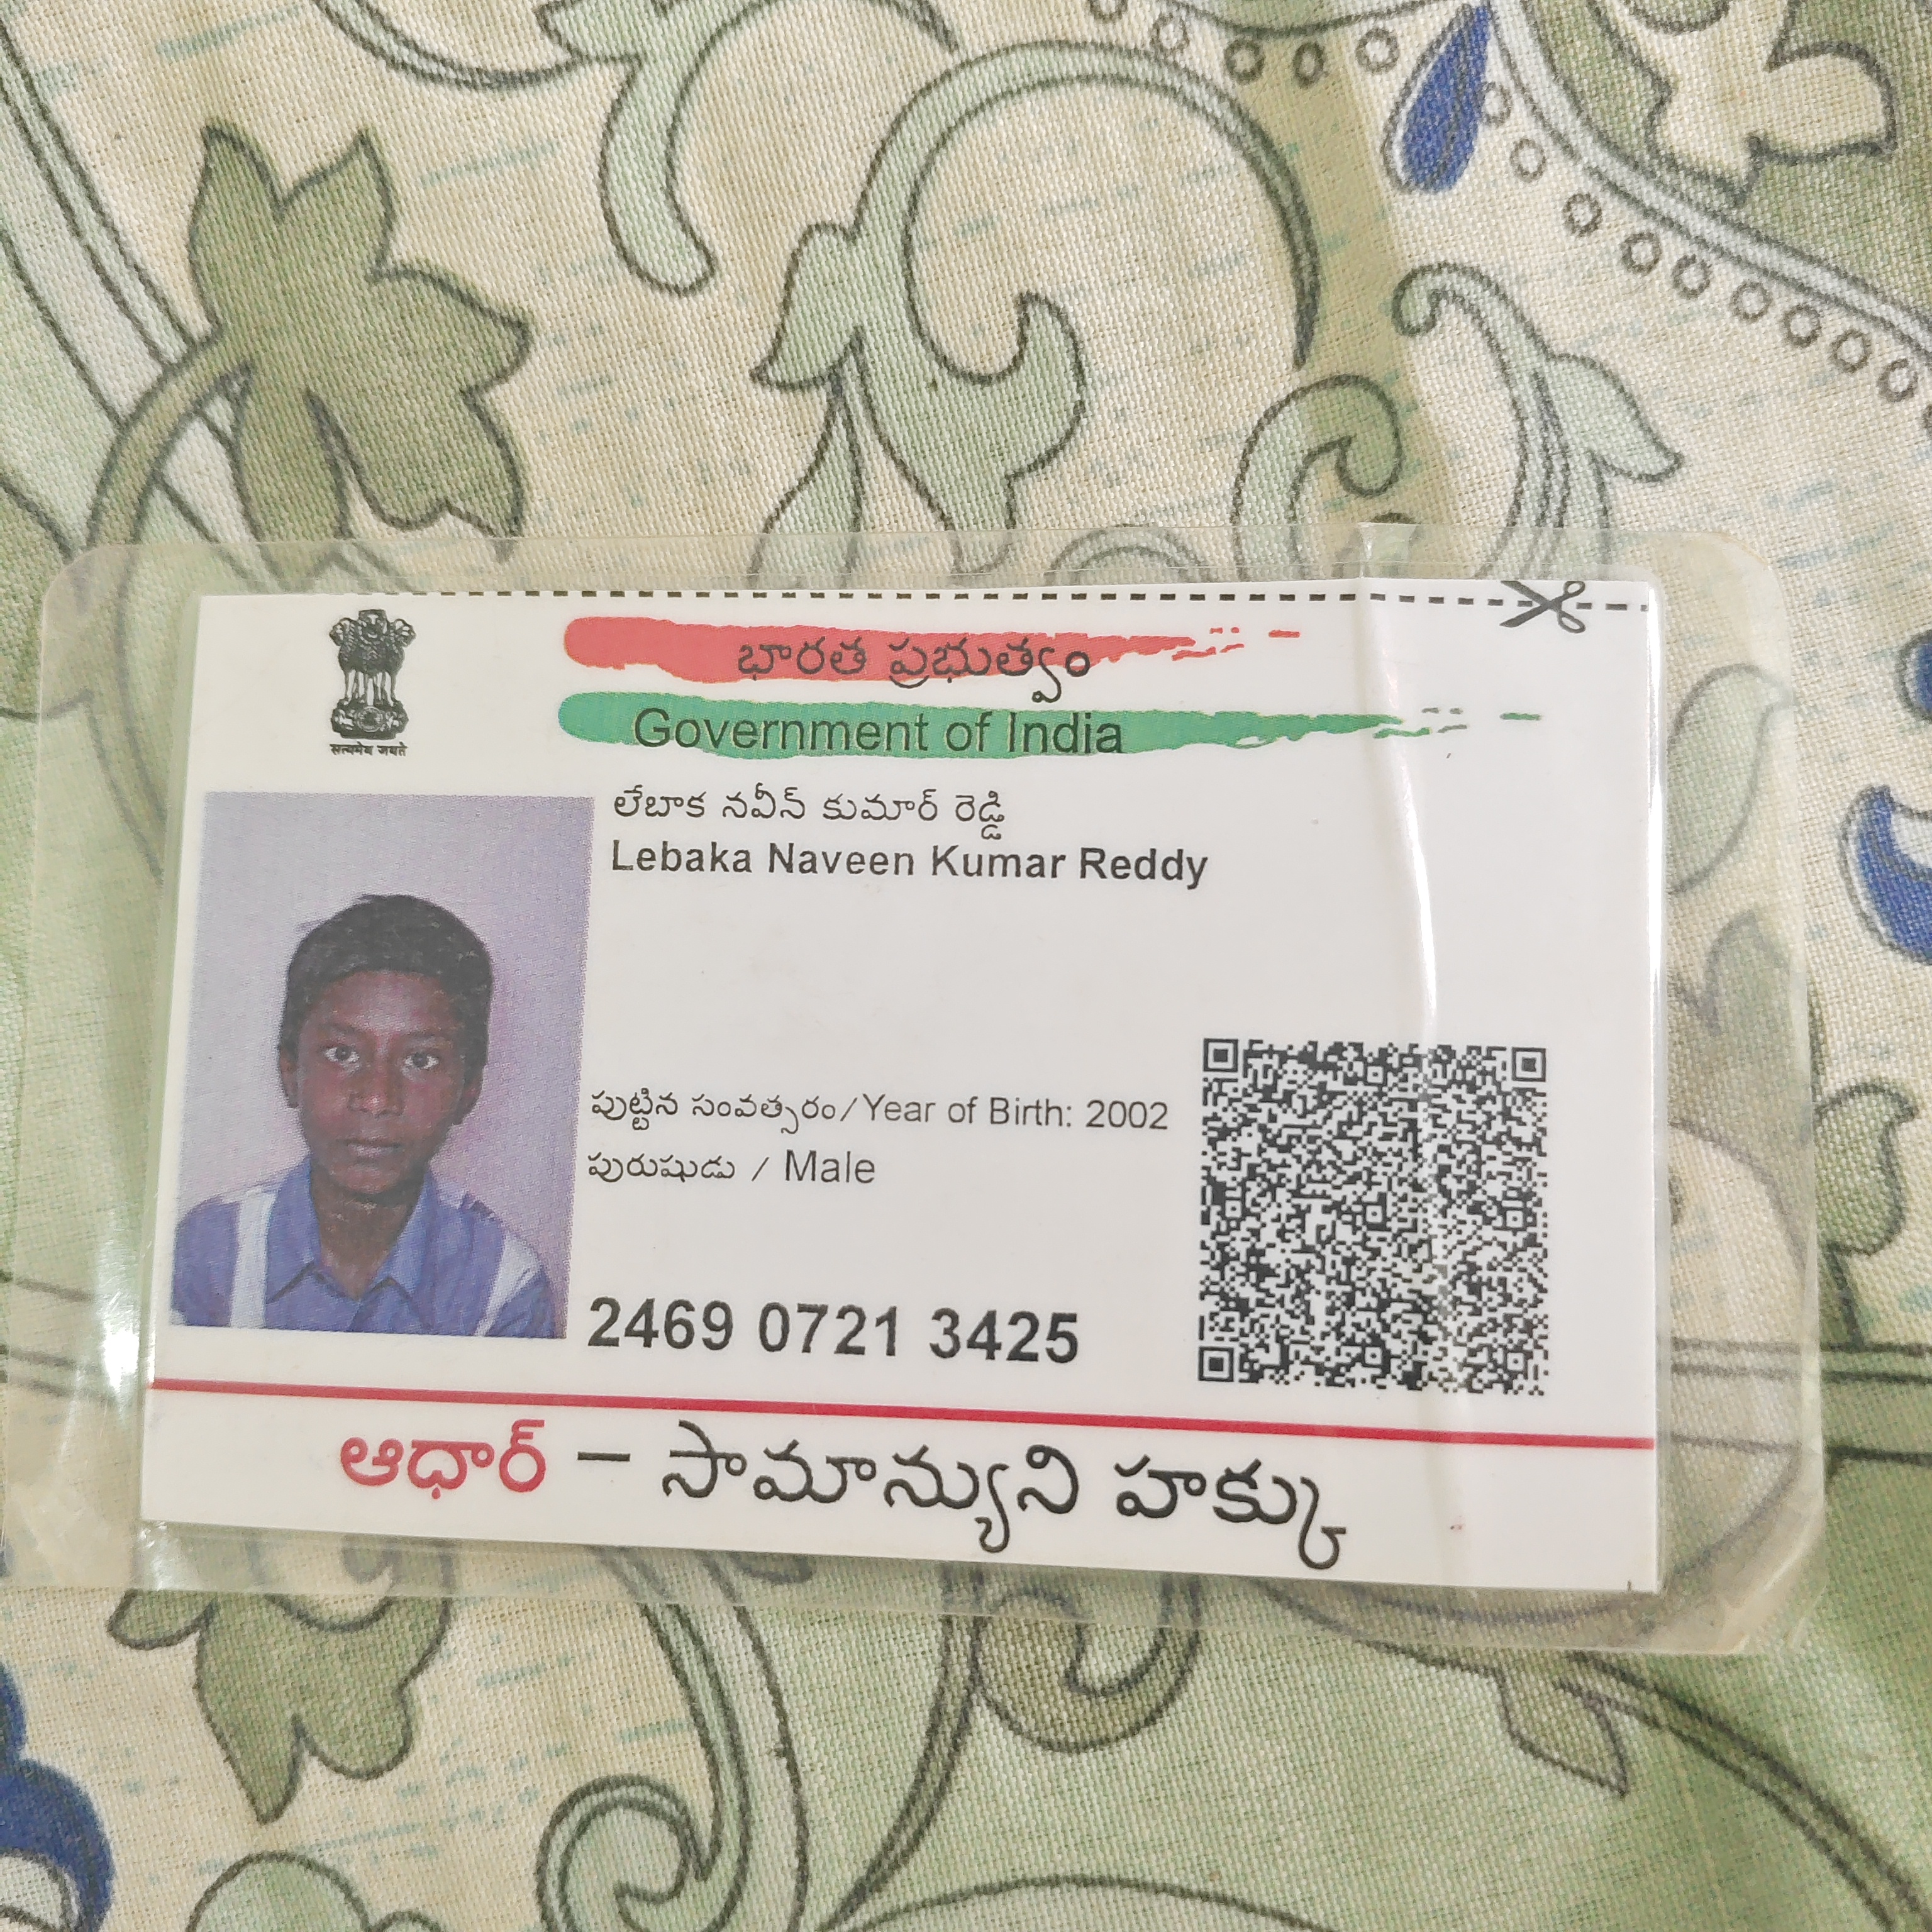 భారత ప్రభుత్వం
Government of India
सत्यमेव जयते
లేబాక నవీన్ కుమార్ రెడ్డి
Lebaka Naveen Kumar Reddy
పుట్టిన సంవత్సరం/Year of Birth: 2002
పురుషుడు / Male
2469 0721 3425
ఆధార్ – సామాన్యుని హక్కు